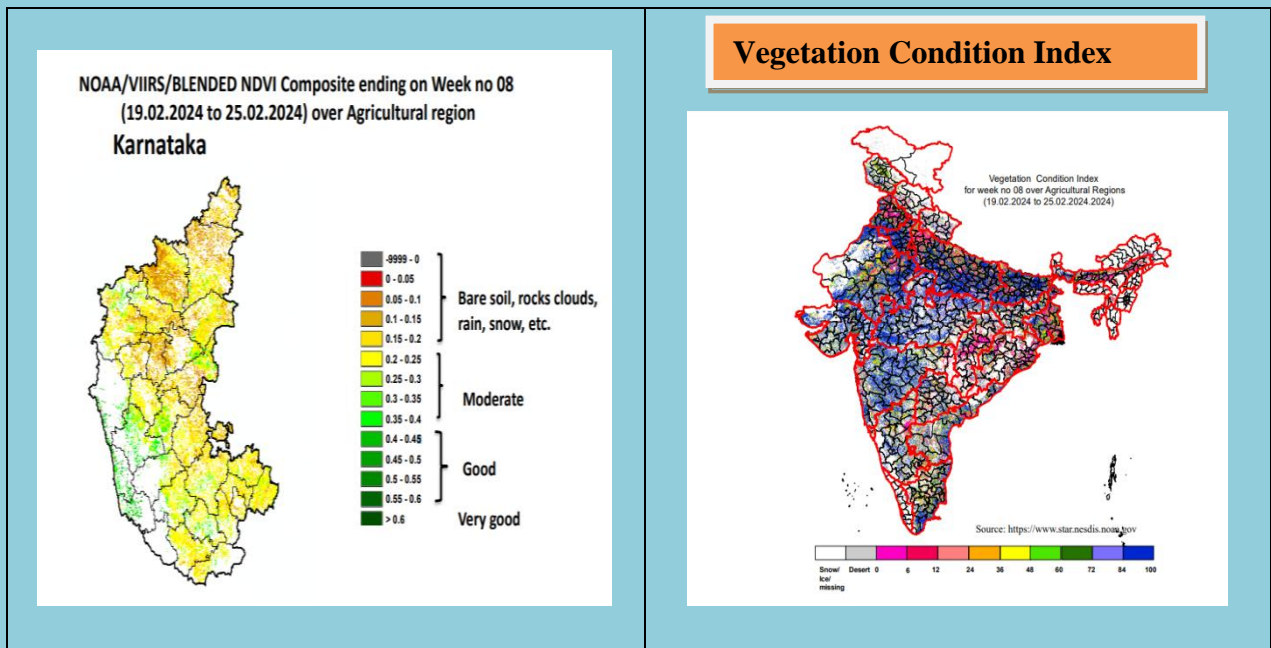 NOAA/VIIRS/BLENDED NDVI Composite ending on Week no 08
(19.02.2024 to 25.02.2024) over Agricultural region
Karnataka
-9999 - 0
0 - 0.05
0.05 - 0.1
0.1 - 0.15
0.15 - 0.2
0.2 - 0.25
0.25 - 0.3
0.3 - 0.35
0.35 - 0.4
0.4 - 0.45
0.45 - 0.5
0.5 - 0.55
0.55 - 0.6
> 0.6
Bare soil, rocks clouds,
rain, snow, etc.
Moderate
Good
Very good
Vegetation Condition Index
Vegetation Condition Index
for week no 08 over Agricultural Regions
(19.02.2024 to 25.02.2024.2024)
Source: https://www.star.nesdis.noaa.gov
Snow/
Ice/
missing
Desert 0 6 12 24 36 48 60 72 84 100